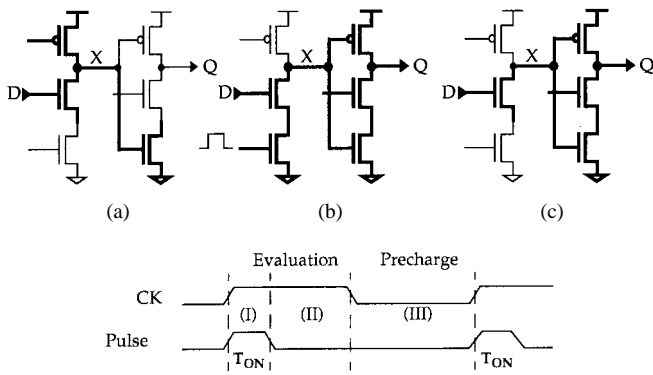 X
Q
D
X
Q
D
X
Q
D
(a)
(b)
(c)
Evaluation Precharge
CK
(I) (II) (III)
Pulse
TON TON